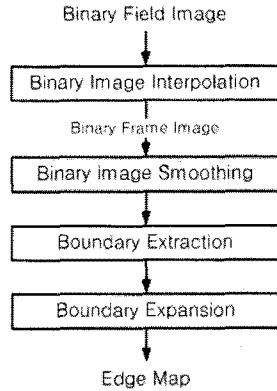 Binary Field Image
Binary Image Interpolation
Binary Frame Image
Binary image Smoothing
Boundary Extraction
Boundary Expansion
Edge Map